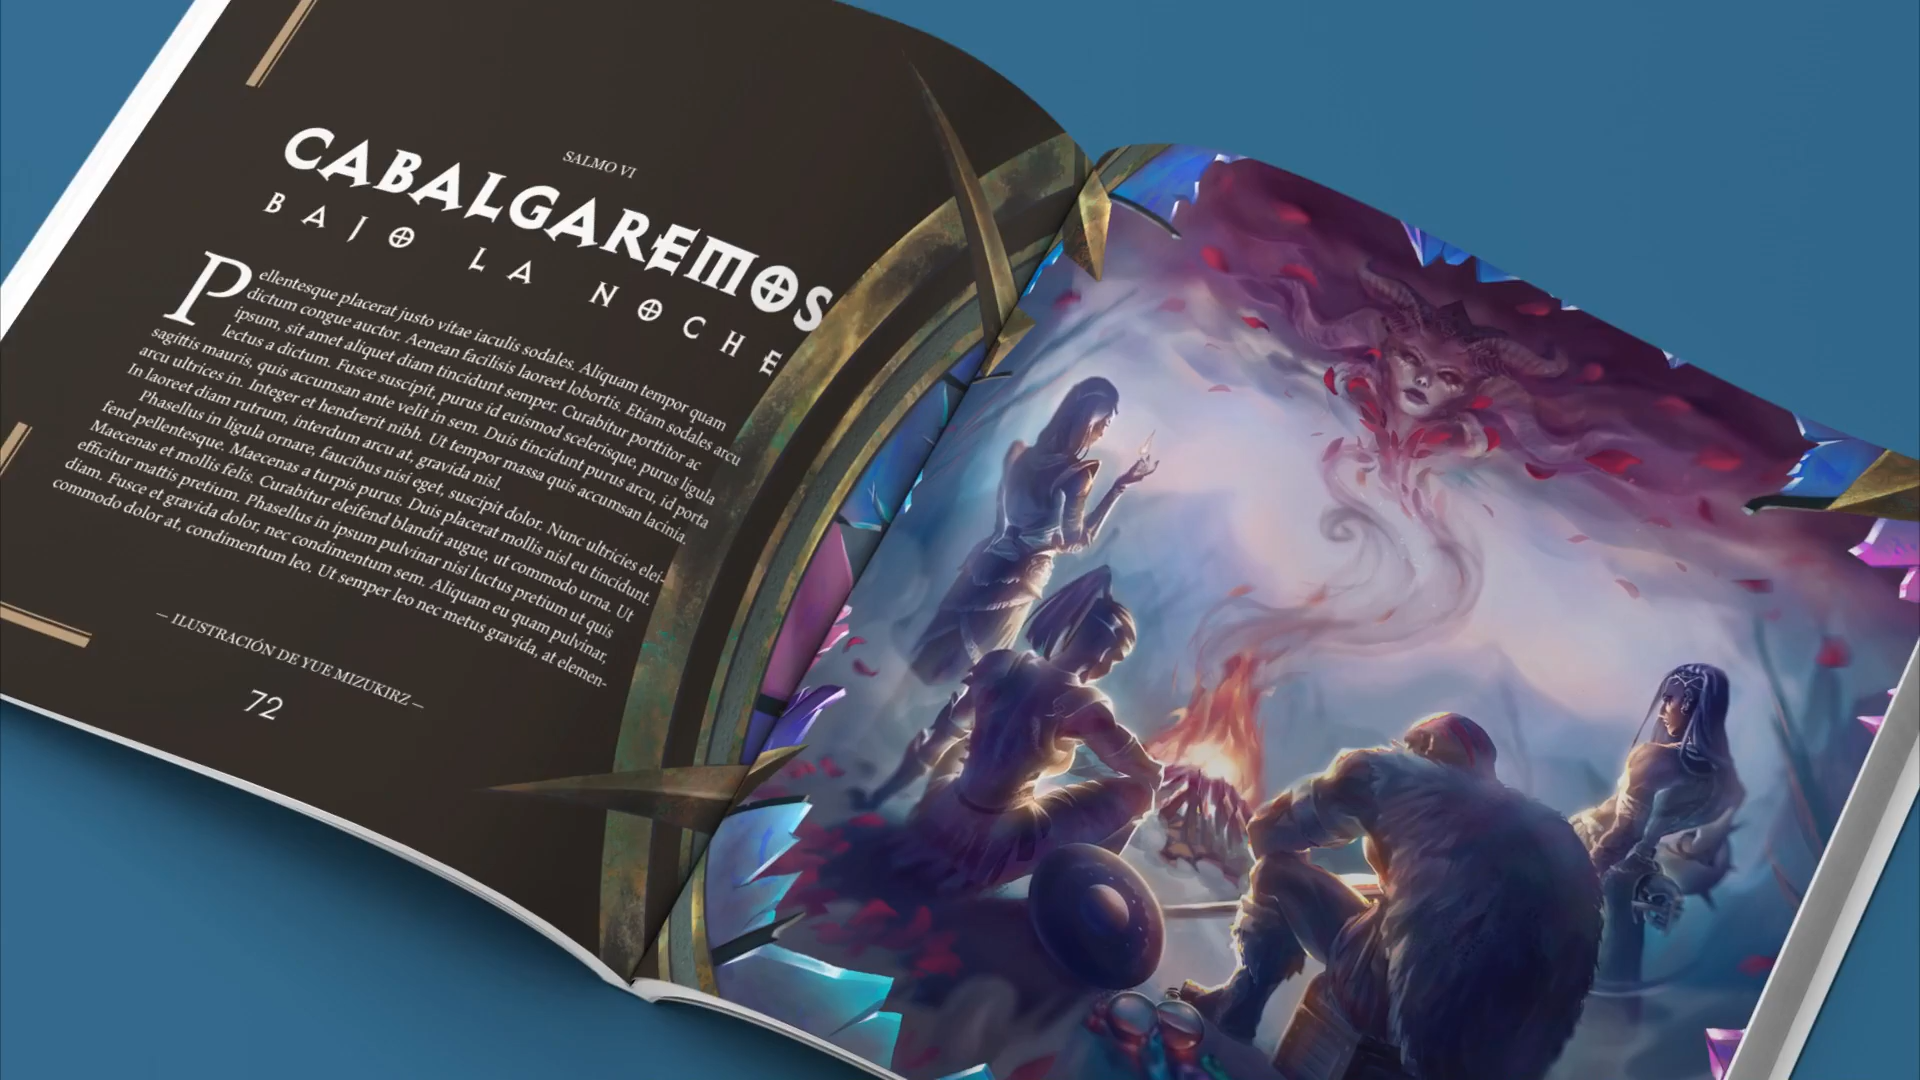 SALMO VI
CABALGAREMOS
BAJO LA NOCHE
Pellentesque placerat justo vitae iaculis sodales. Aliquam tempor quam
dictum congue auctor. Aenean facilisis laoreet lobortis. Etiam sodales arcu
ipsum, sit amet aliquet diam tincidunt semper. Curabitur porttitor ac
lectus a dictum. Fusce suscipit, purus id euismod scelerisque, purus ligula
sagittis mauris, quis accumsan ante velit in sem. Duis tincidunt purus arcu, id porta
arcu ultrices in. Integer et hendrerit nibh. Ut tempor massa quis accumsan lacinia.
In laoreet diam rutrum, interdum arcu at, gravida nisl.
Phasellus in ligula ornare, faucibus nisi eget, suscipit dolor. Nunc ultricies elei-
fend pellentesque. Maecenas a turpis purus. Duis placerat mollis nisl eu tincidunt.
Maecenas et mollis felis. Curabitur eleifend blandit augue, ut commodo urna. Ut
efficitur mattis pretium. Phasellus in ipsum pulvinar nisi luctus pretium ut quis
diam. Fusce et gravida dolor, nec condimentum sem. Aliquam eu quam pulvinar,
commodo dolor at, condimentum leo. Ut semper leo nec metus gravida, at elemen-
— ILUSTRACIÓN DE YUE MIZUKIRZ —
72